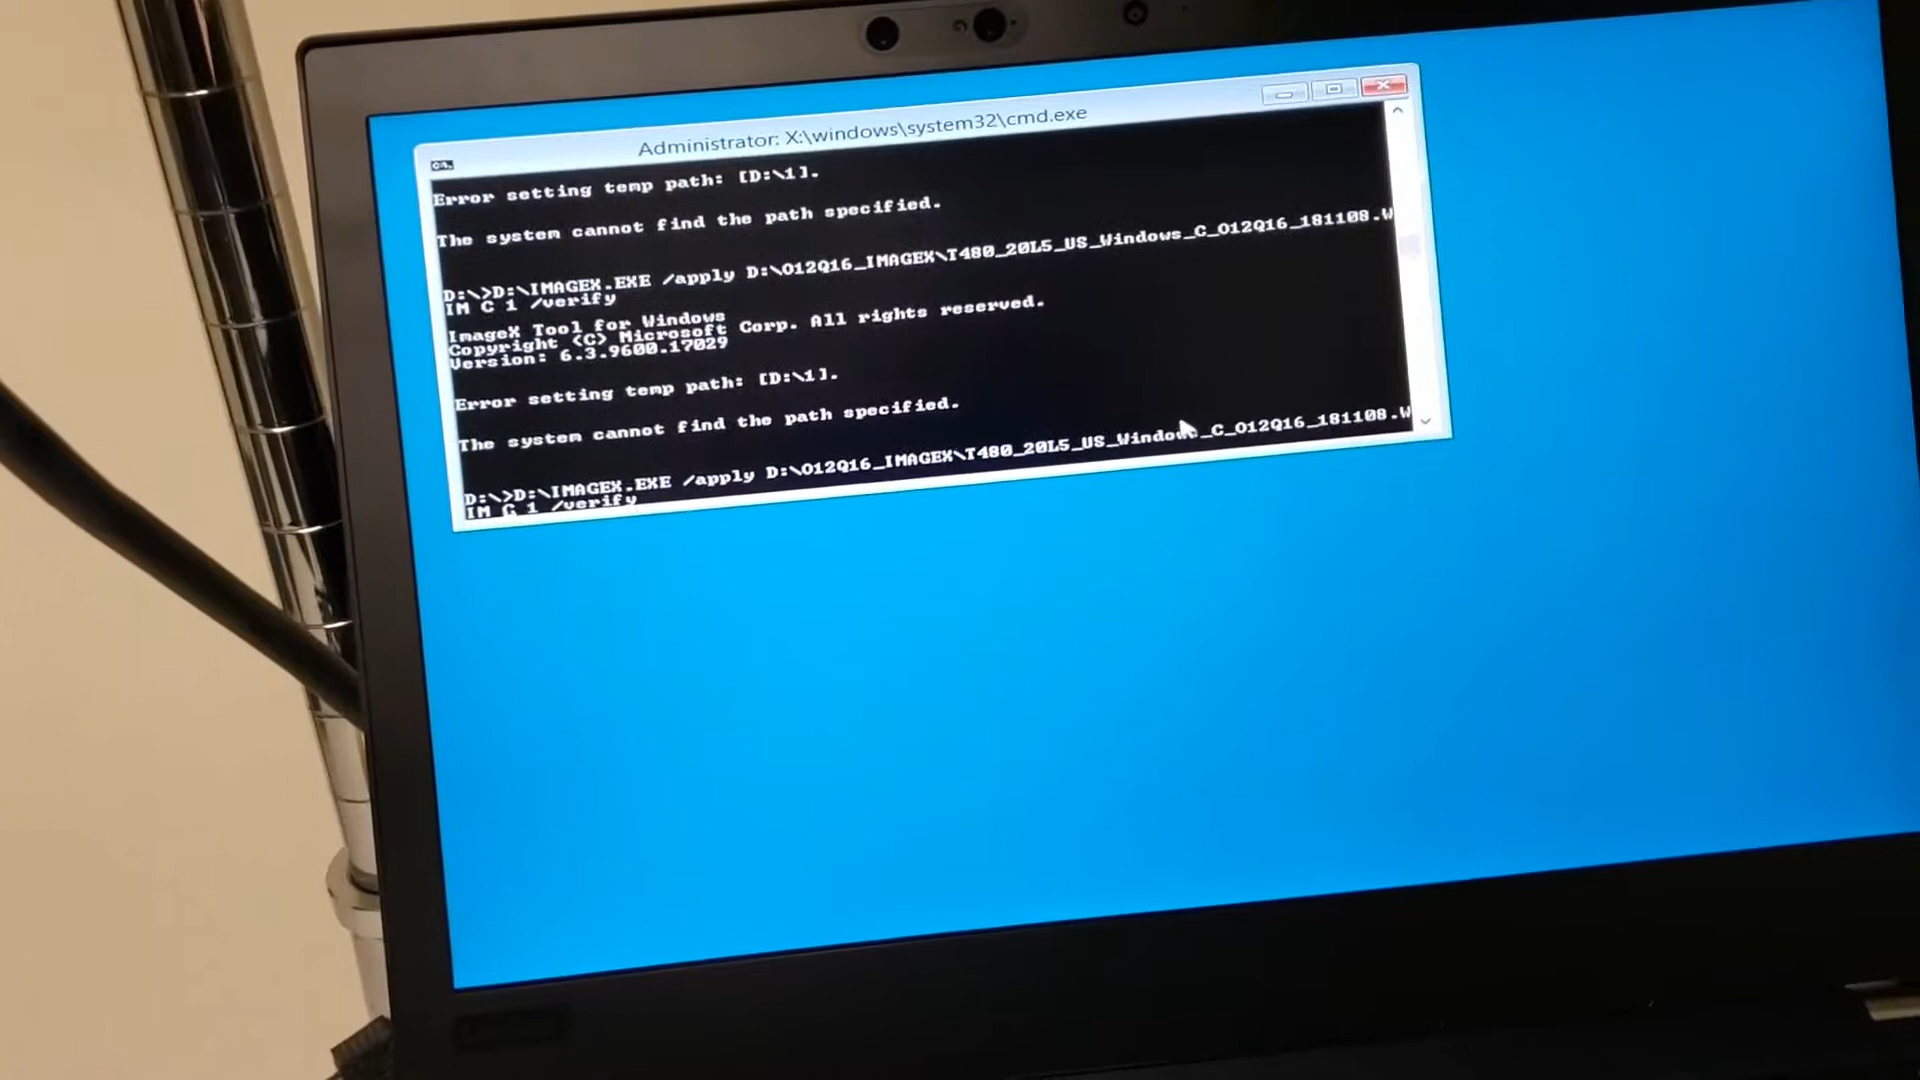 Administrator: X:\windows\system32\cmd.exe
Error setting temp path: [D:\1].
The system cannot find the path specified.
D:\>D:\IMAGEX.EXE /apply D:\O12Q16_IMAGEX\T480_20L5_US_Windows_C_O12Q16_181108.W
IM C 1 /verify
ImageX Tool for Windows
Copyright (C) Microsoft Corp. All rights reserved.
Version: 6.3.9600.17029
Error setting temp path: [D:\1].
The system cannot find the path specified.
D:\>D:\IMAGEX.EXE /apply D:\O12Q16_IMAGEX\T480_20L5_US_Windows_C_O12Q16_181108.W
IM C 1 /verify